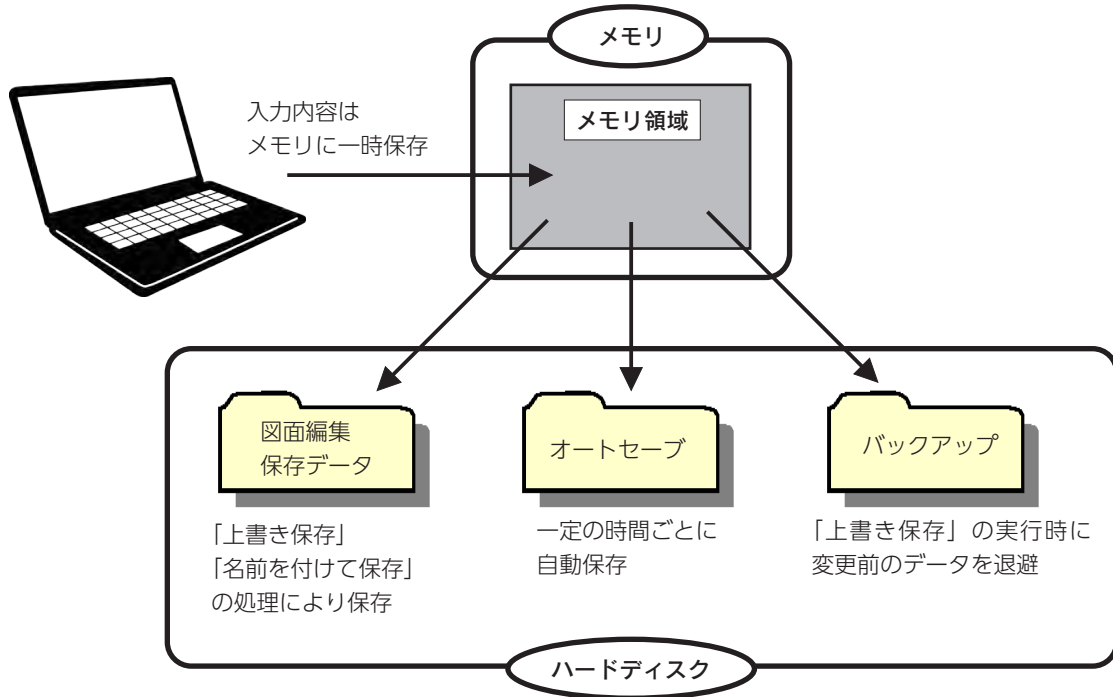 メモリ
入力内容は
メモリに一時保存
メモリ領域
図面編集
保存データ
オートセーブ
バックアップ
「上書き保存」
「名前を付けて保存」
の処理により保存
一定の時間ごとに
自動保存
「上書き保存」の実行時に
変更前のデータを退避
ハードディスク